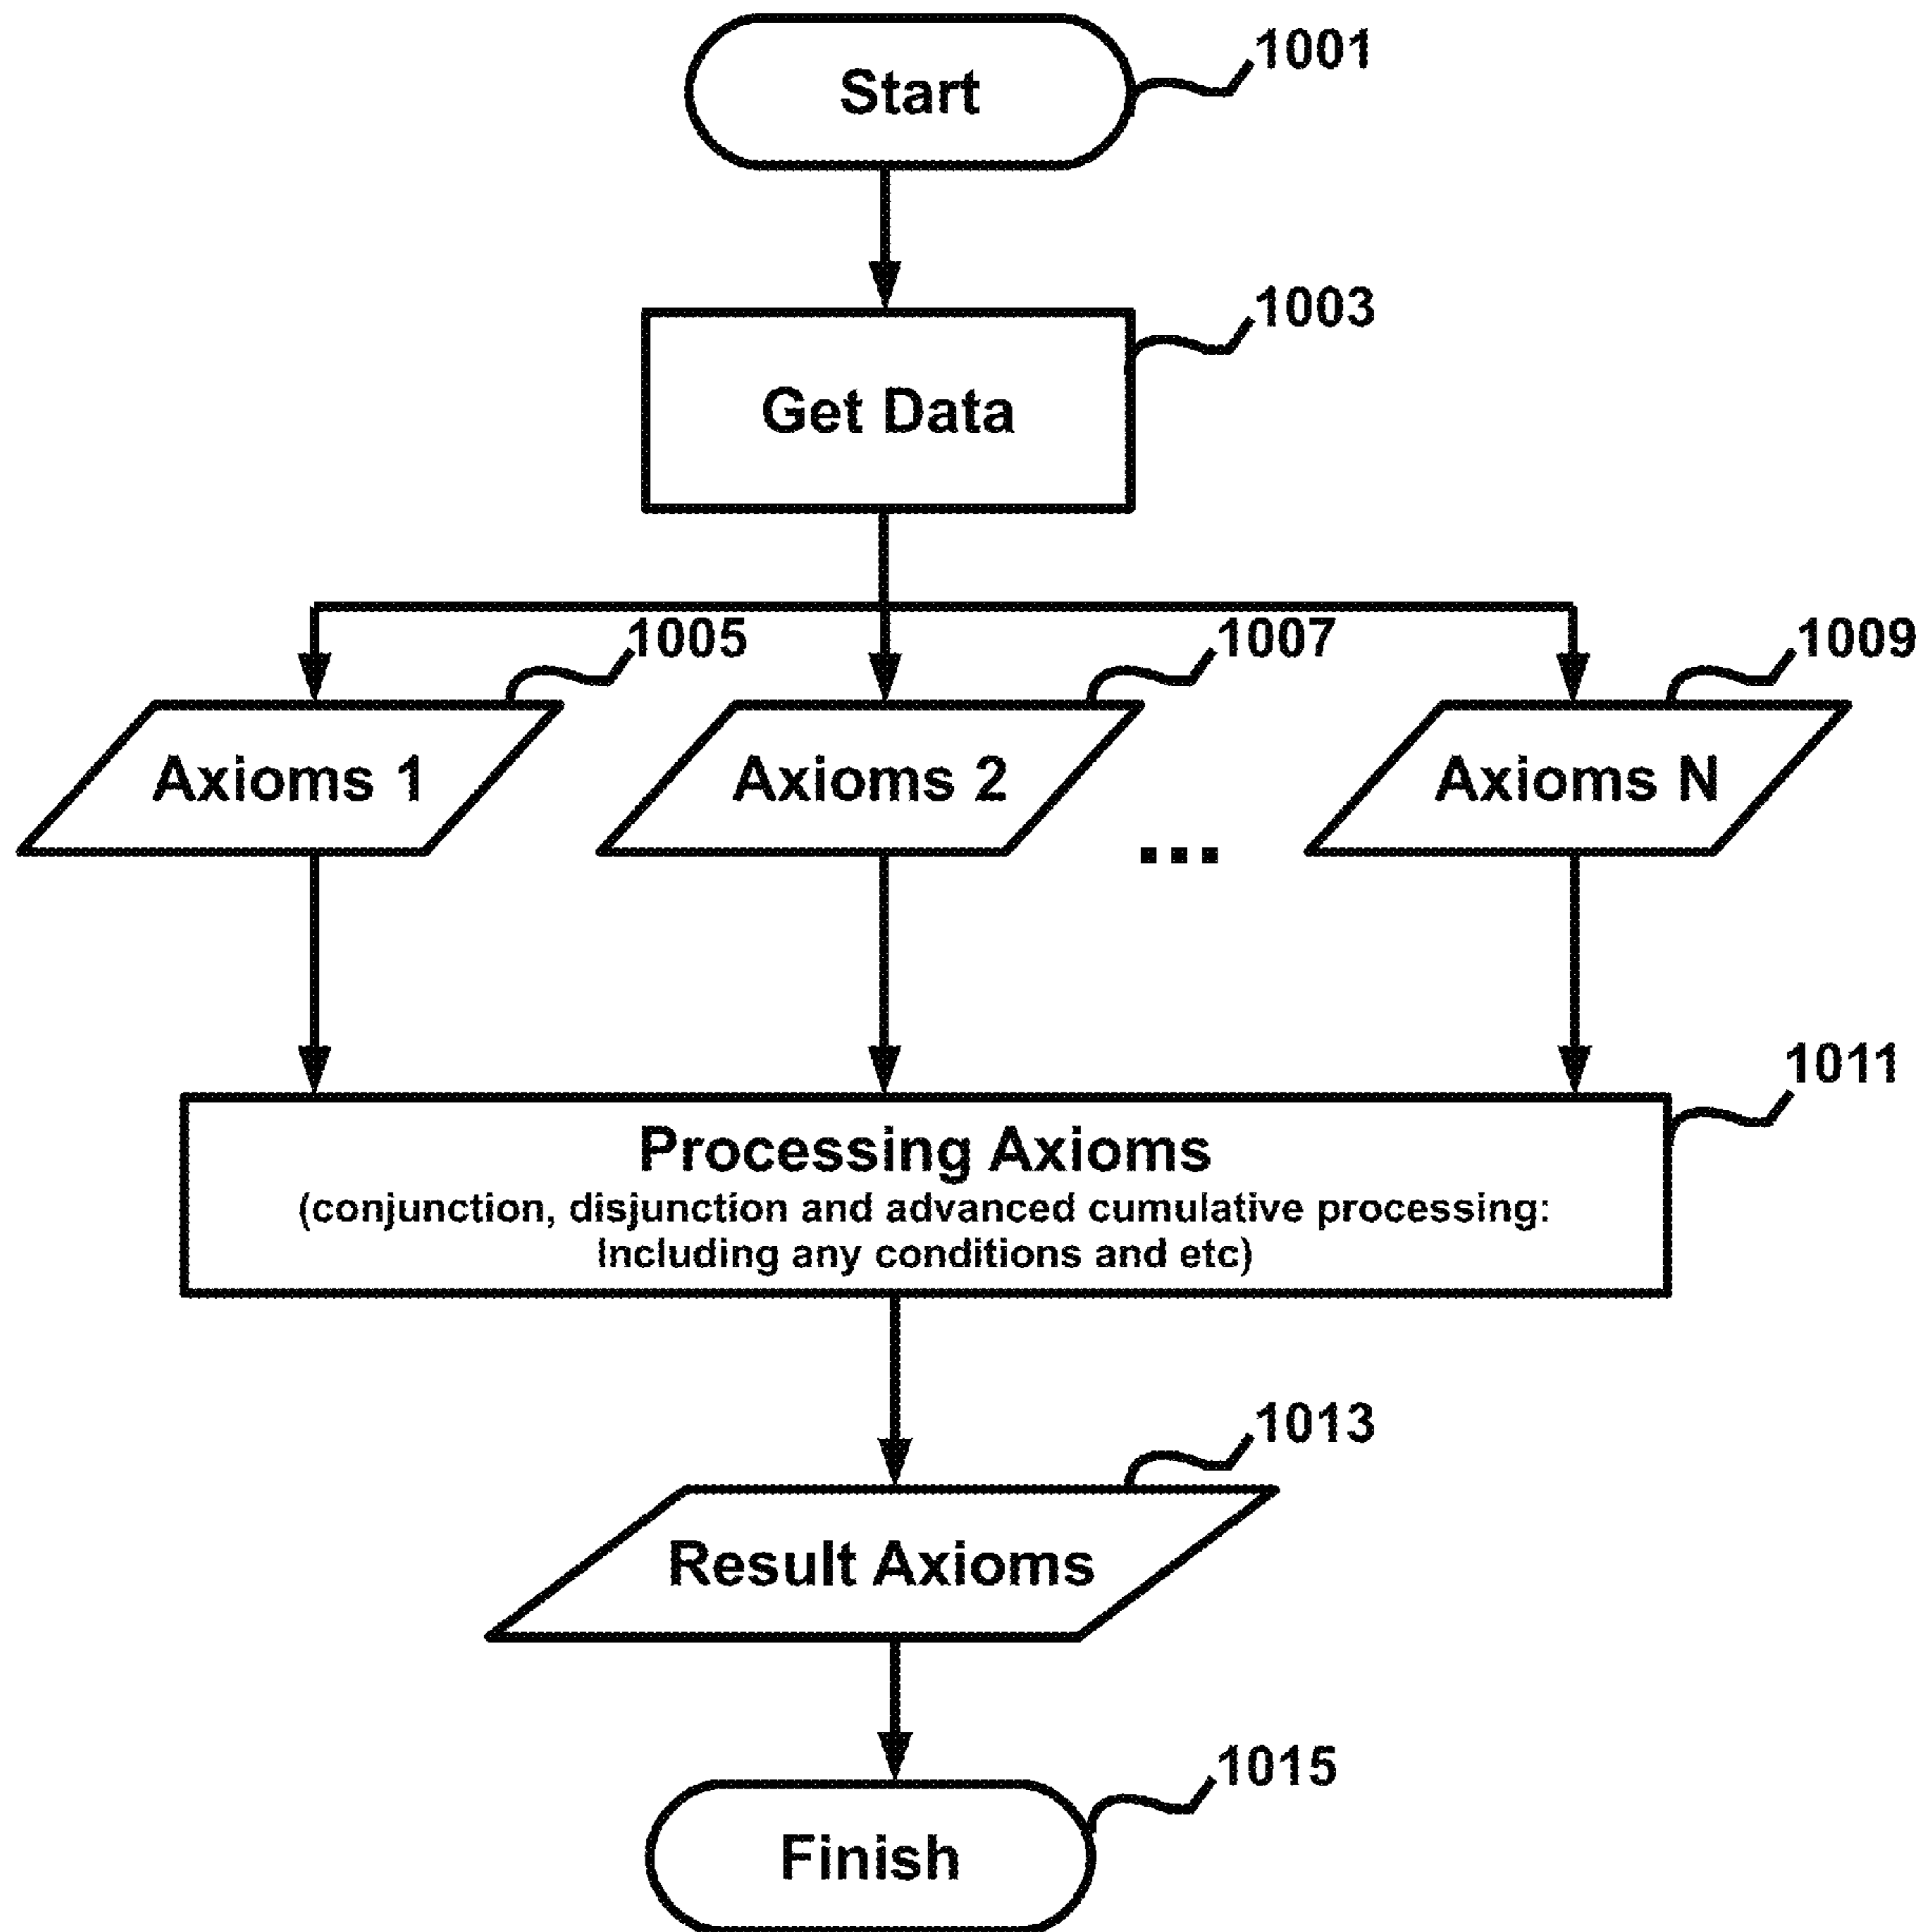 Start
1001
Get Data
1003
1005
1007
1009
Axioms 1
Axioms 2
...
Axioms N
1011
Processing Axioms
(conjunction, disjunction and advanced cumulative processing:
Including any conditions and etc)
1013
Result Axioms
1015
Finish